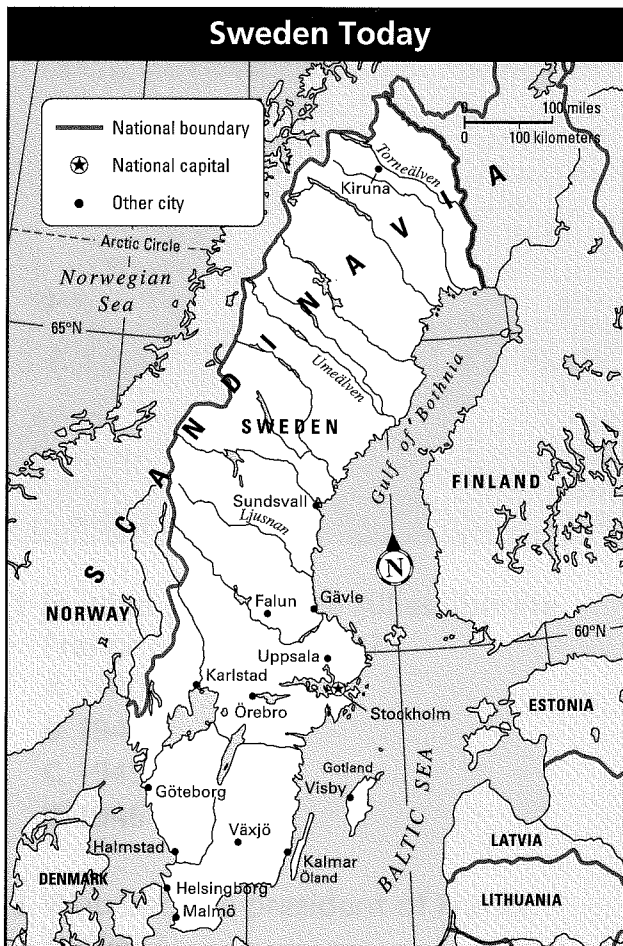 Sweden Today
National boundary
National capital
Other city
0 100 miles
0 100 kilometers
Torneälven
Kiruna
Arctic Circle
Norwegian
Sea
65°N
SCANDINAVIA
Umeälven
Gulf of Bothnia
SWEDEN
FINLAND
Sundsvall
Ljusnan
N
NORWAY
Falun
Gävle
60°N
Uppsala
Karlstad
Örebro
Stockholm
ESTONIA
BALTIC SEA
Göteborg
Gotland
Visby
Växjö
Halmstad
LATVIA
Kalmar
Öland
DENMARK
Helsingborg
LITHUANIA
Malmö